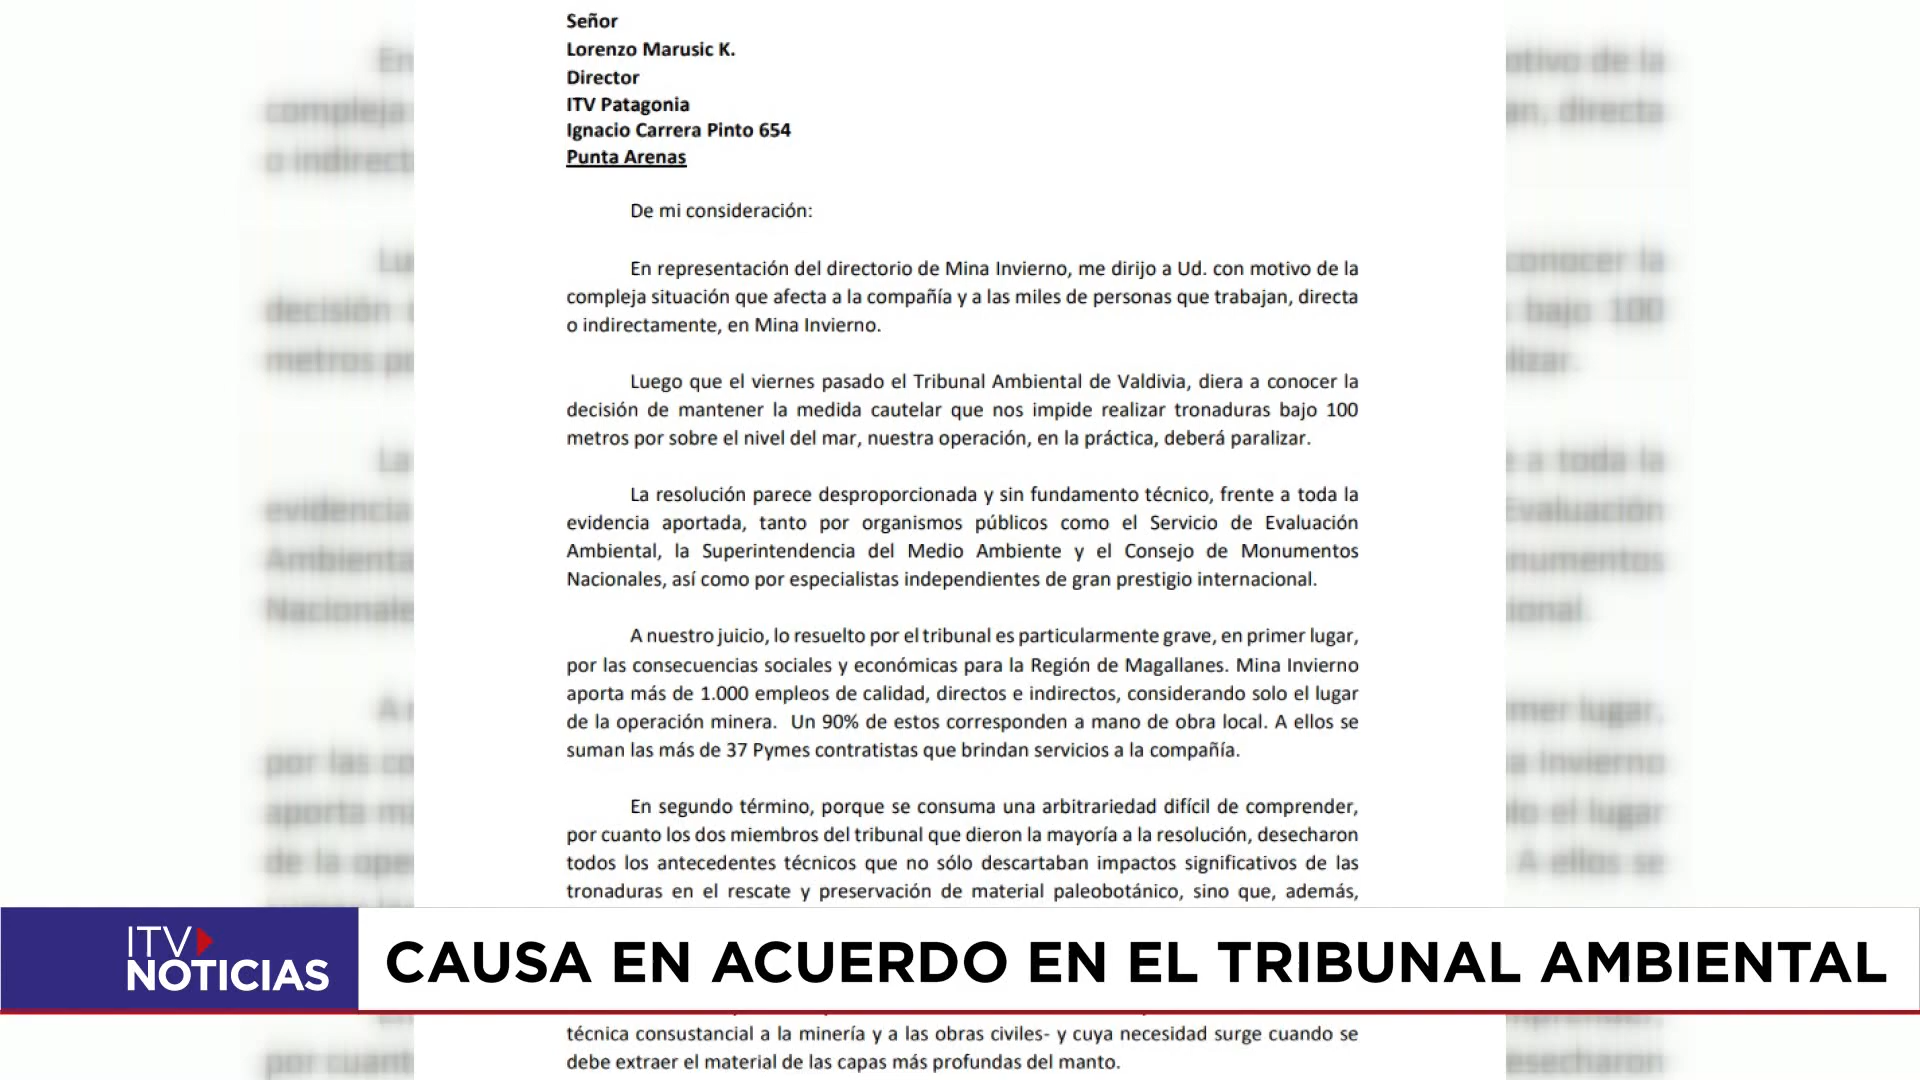 Señor
Lorenzo Marusic K.
Director
ITV Patagonia
Ignacio Carrera Pinto 654
Punta Arenas
De mi consideración:
En representación del directorio de Mina Invierno, me dirijo a Ud. con motivo de la
compleja situación que afecta a la compañía y a las miles de personas que trabajan, directa
o indirectamente, en Mina Invierno.
Luego que el viernes pasado el Tribunal Ambiental de Valdivia, diera a conocer la
decisión de mantener la medida cautelar que nos impide realizar tronaduras bajo 100
metros por sobre el nivel del mar, nuestra operación, en la práctica, deberá paralizar.
La resolución parece desproporcionada y sin fundamento técnico, frente a toda la
evidencia aportada, tanto por organismos públicos como el Servicio de Evaluación
Ambiental, la Superintendencia del Medio Ambiente y el Consejo de Monumentos
Nacionales, así como por especialistas independientes de gran prestigio internacional.
A nuestro juicio, lo resuelto por el tribunal es particularmente grave, en primer lugar,
por las consecuencias sociales y económicas para la Región de Magallanes. Mina Invierno
aporta más de 1.000 empleos de calidad, directos e indirectos, considerando solo el lugar
de la operación minera. Un 90% de estos corresponden a mano de obra local. A ellos se
suman las más de 37 Pymes contratistas que brindan servicios a la compañía.
En segundo término, porque se consuma una arbitrariedad difícil de comprender,
por cuanto los dos miembros del tribunal que dieron la mayoría a la resolución, desecharon
todos los antecedentes técnicos que no sólo descartaban impactos significativos de las
tronaduras en el rescate y preservación de material paleobotánico, sino que, además,
ITV
NOTICIAS
CAUSA EN ACUERDO EN EL TRIBUNAL AMBIENTAL
técnica consustancial a la minería y a las obras civiles- y cuya necesidad surge cuando se
debe extraer el material de las capas más profundas del manto.